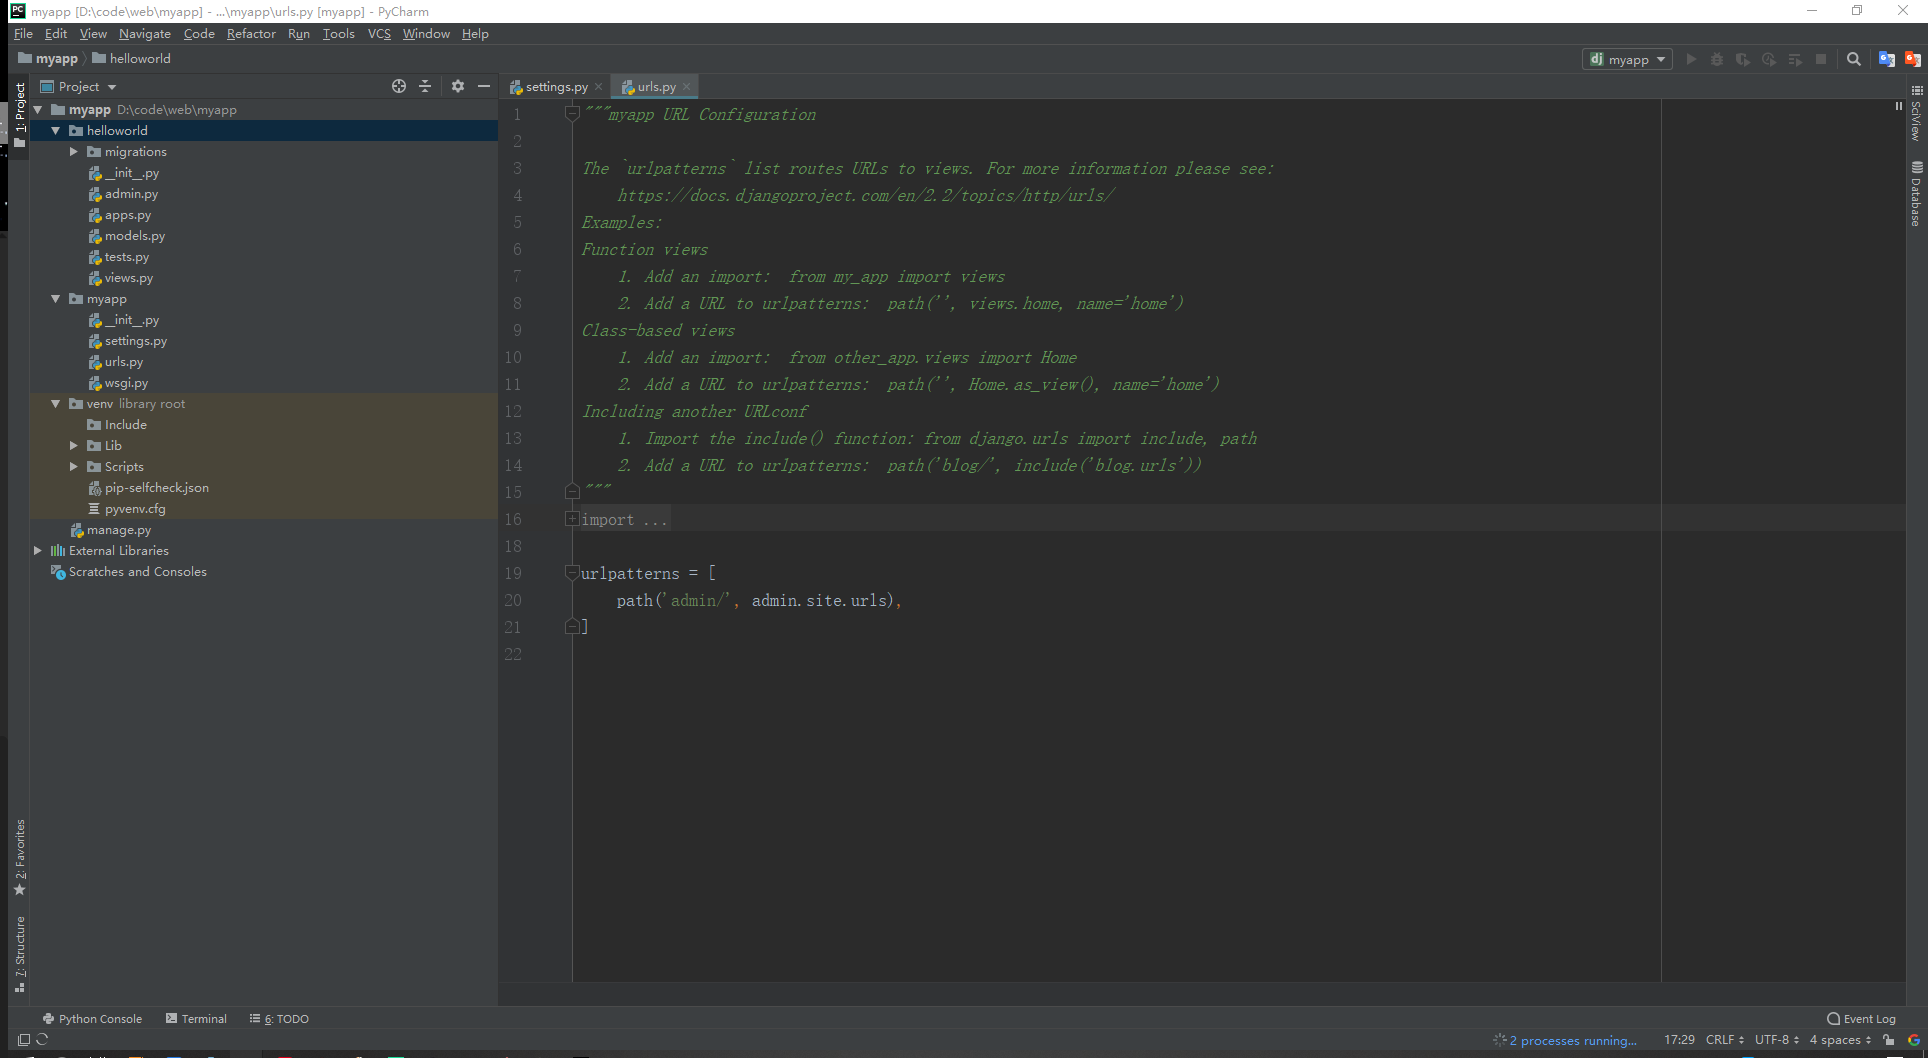 myapp [D:\code\web\myapp] - ...\myapp\urls.py [myapp] - PyCharm
File Edit View Navigate Code Refactor Run Tools VCS Window Help
myapp helloworld
dj myapp
Project
settings.py
urls.py
1: Project
myapp D:\code\web\myapp
helloworld
migrations
__init__.py
admin.py
apps.py
models.py
tests.py
views.py
myapp
__init__.py
settings.py
urls.py
wsgi.py
venv library root
Include
Lib
Scripts
pip-selfcheck.json
pyvenv.cfg
manage.py
External Libraries
Scratches and Consoles
2: Favorites
7: Structure
1 """myapp URL Configuration
2
3 The `urlpatterns` list routes URLs to views. For more information please see:
4 https://docs.djangoproject.com/en/2.2/topics/http/urls/
5 Examples:
6 Function views
7 1. Add an import:  from my_app import views
8 2. Add a URL to urlpatterns:  path('', views.home, name='home')
9 Class-based views
10 1. Add an import:  from other_app.views import Home
11 2. Add a URL to urlpatterns:  path('', Home.as_view(), name='home')
12 Including another URLconf
13 1. Import the include() function: from django.urls import include, path
14 2. Add a URL to urlpatterns:  path('blog/', include('blog.urls'))
15 """
16 import ...
18
19 urlpatterns = [
20 path('admin/', admin.site.urls),
21 ]
22
SciView
Database
Python Console
Terminal
6: TODO
Event Log
2 processes running...
17:29 CRLF UTF-8 4 spaces